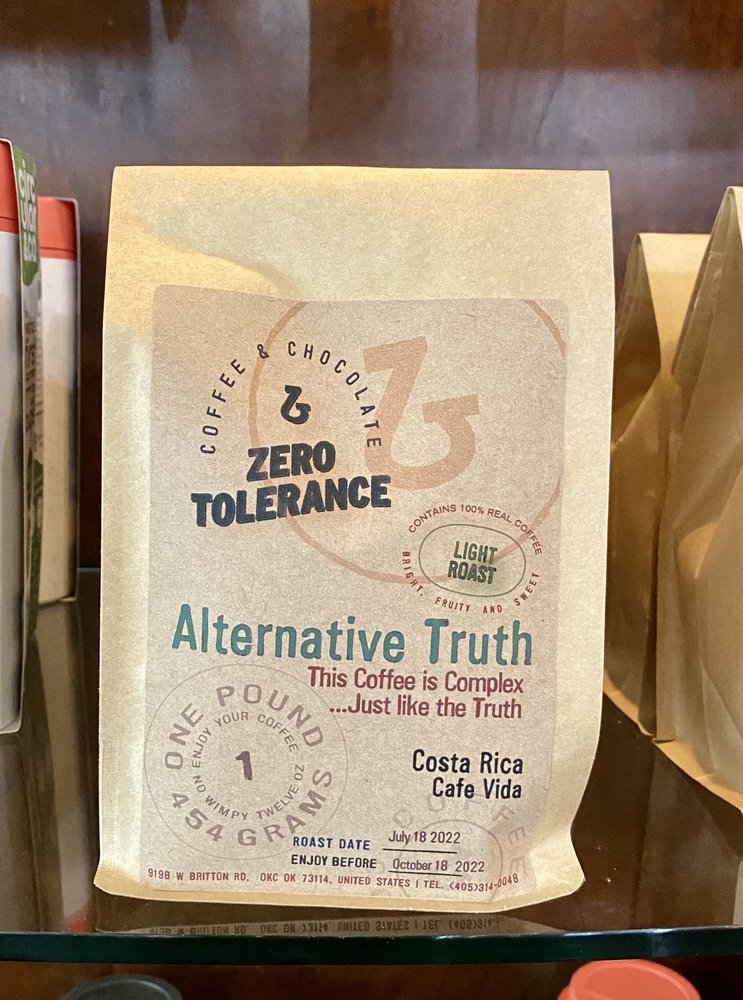 COFFEE & CHOCOLATE
ZERO
TOLERANCE
CONTAINS 100% REAL COFFEE
LIGHT
ROAST
BRIGHT, FRUITY AND SWEET
Alternative Truth
This Coffee is Complex
...Just like the Truth
ONE POUND
ENJOY YOUR COFFEE
1
NO WIMPY TWELVE OZ
454 GRAMS
Costa Rica
Cafe Vida
COFFEE
ROAST DATE July 18 2022
ENJOY BEFORE October 18 2022
919B W BRITTON RD, OKC OK 73114, UNITED STATES | TEL. (405)314-0048